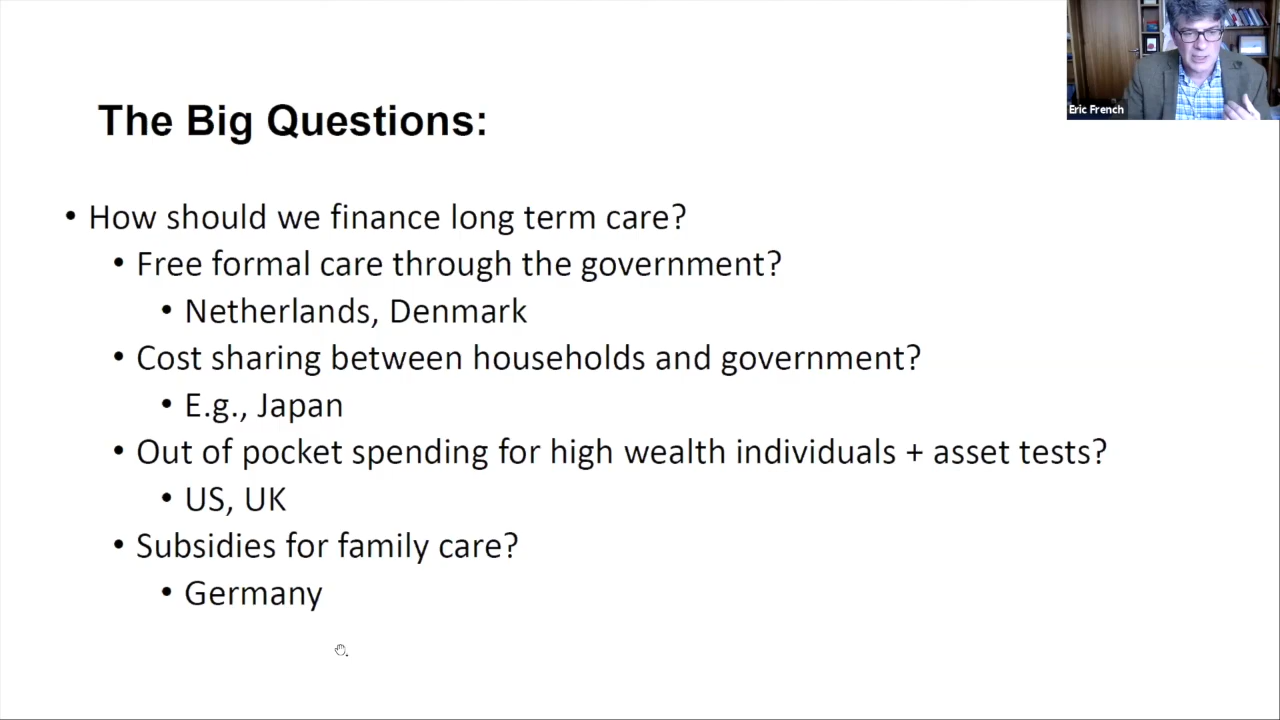 Eric French
The Big Questions:
• How should we finance long term care?
• Free formal care through the government?
• Netherlands, Denmark
• Cost sharing between households and government?
• E.g., Japan
• Out of pocket spending for high wealth individuals + asset tests?
• US, UK
• Subsidies for family care?
• Germany